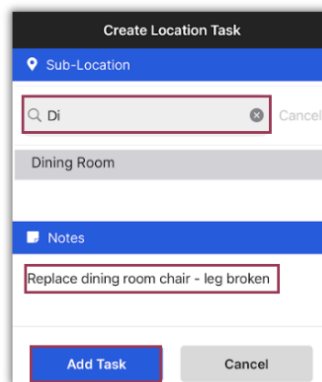 Create Location Task
Sub-Location
Di
Cancel
Dining Room
Notes
Replace dining room chair - leg broken
Add Task
Cancel